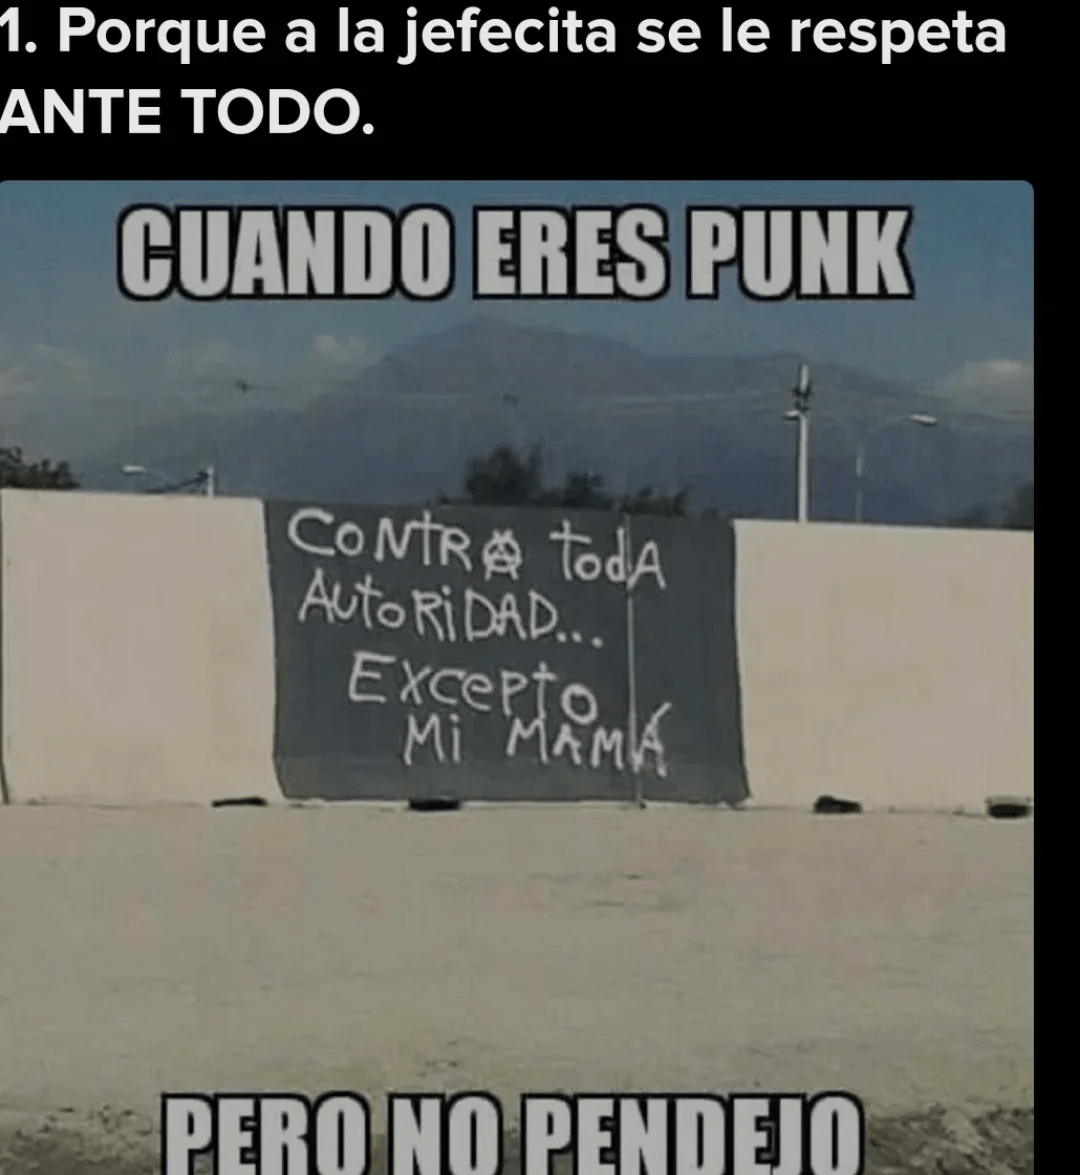 1. Porque a la jefecita se le respeta
ANTE TODO.
CUANDO ERES PUNK
CONtRA todA
AUtoRiDAD...
Excepto
Mi MAMÁ
PERO NO PENDEJO